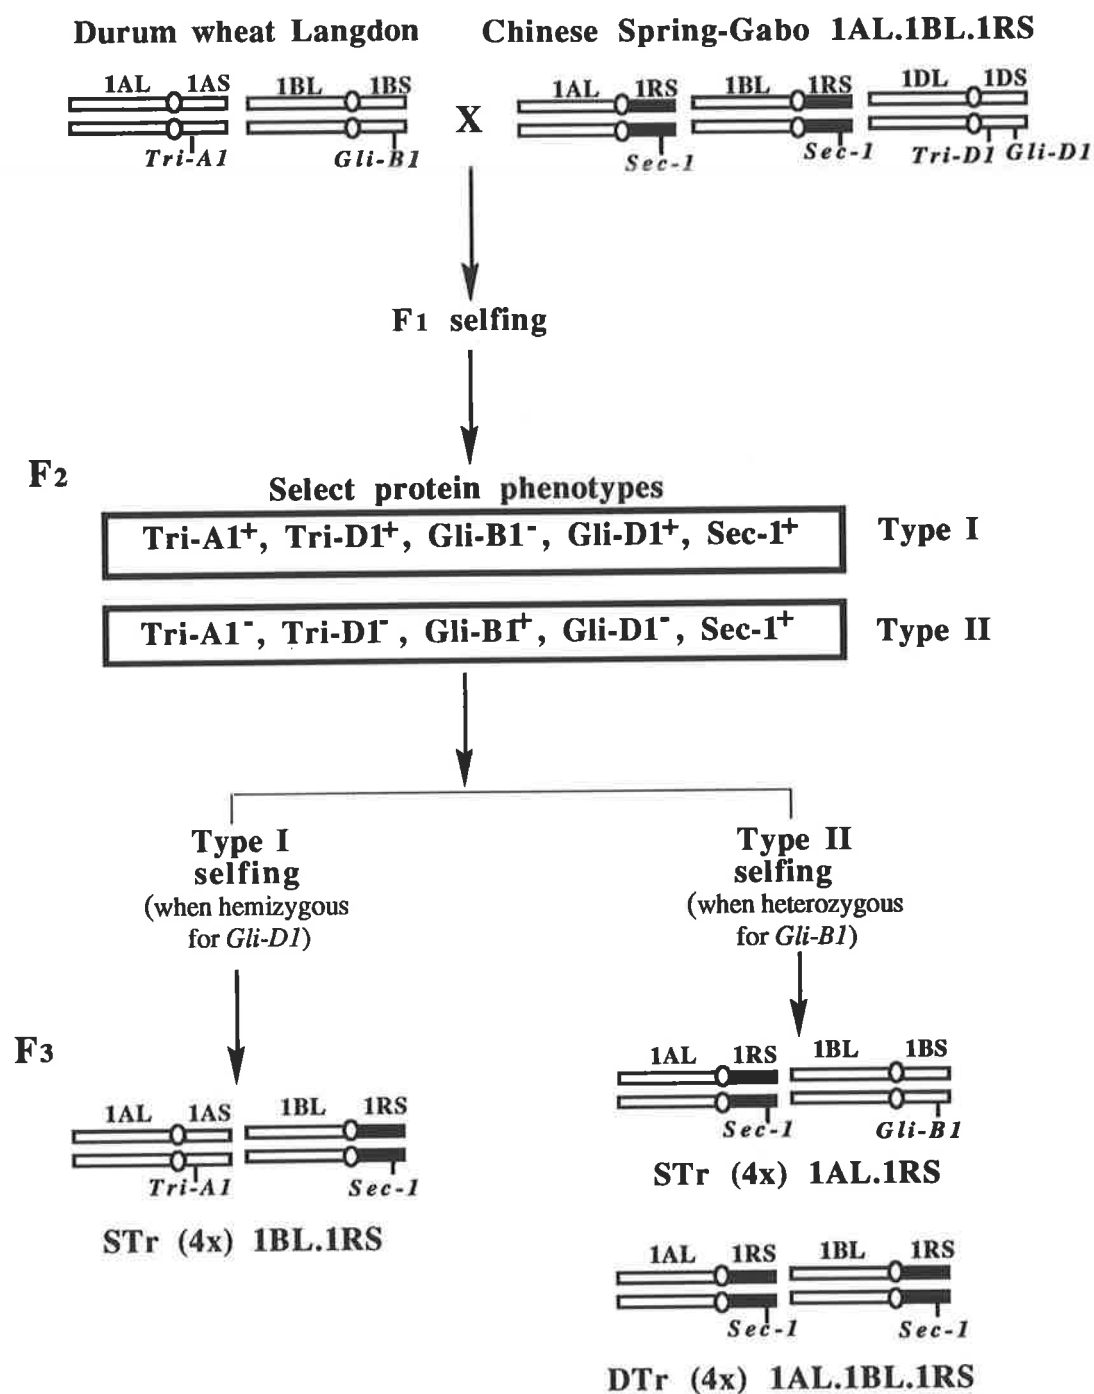 Durum wheat Langdon
Chinese Spring-Gabo 1AL.1BL.1RS
1AL 1AS 1BL 1BS
1AL 1RS 1BL 1RS 1DL 1DS
X
Tri-A1 Gli-B1
Sec-1 Sec-1 Tri-D1 Gli-D1
F1 selfing
F2
Select protein phenotypes
Tri-A1+, Tri-D1+, Gli-B1-, Gli-D1+, Sec-1+
Type I
Tri-A1-, Tri-D1-, Gli-B1+, Gli-D1-, Sec-1+
Type II
Type I
selfing
(when hemizygous
for Gli-D1)
Type II
selfing
(when heterozygous
for Gli-B1)
F3
1AL 1AS 1BL 1RS
Tri-A1 Sec-1
STr (4x) 1BL.1RS
1AL 1RS 1BL 1BS
Sec-1 Gli-B1
STr (4x) 1AL.1RS
1AL 1RS 1BL 1RS
Sec-1 Sec-1
DTr (4x) 1AL.1BL.1RS